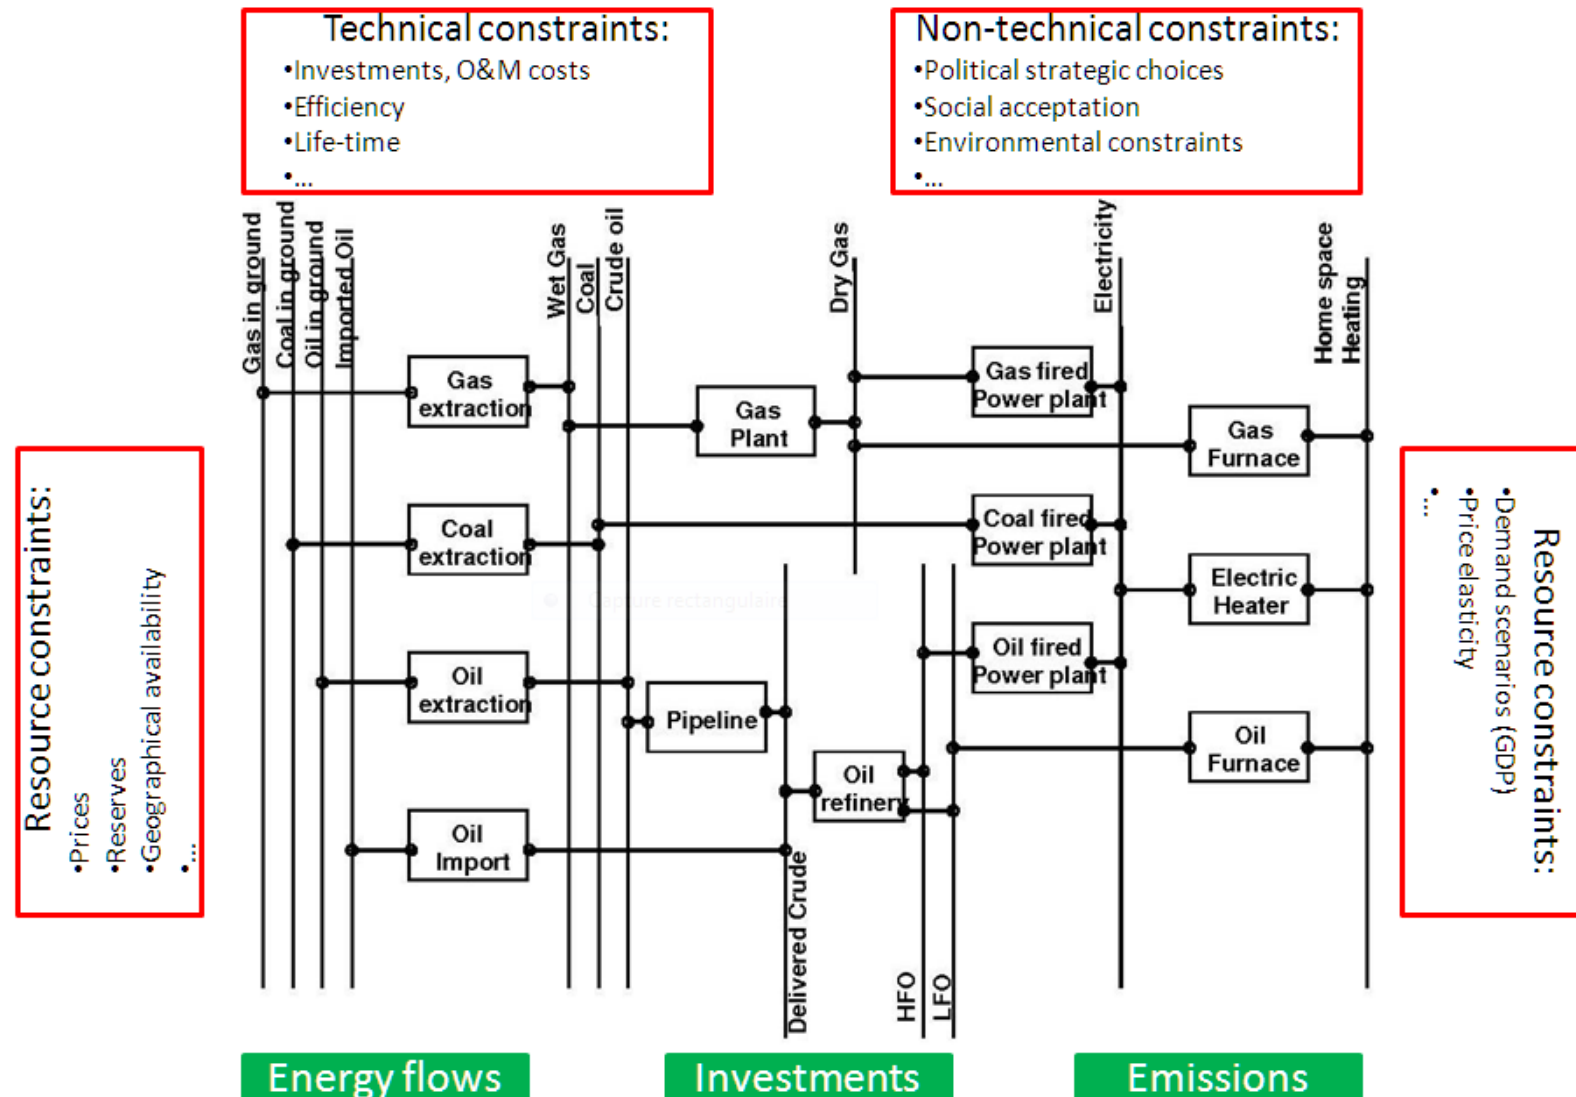 Technical constraints:
•Investments, O&M costs
•Efficiency
•Life-time
•...
Non-technical constraints:
•Political strategic choices
•Social acceptation
•Environmental constraints
•...
Resource constraints:
•Prices
•Reserves
•Geographical availability
•...
Gas in ground
Coal in ground
Oil in ground
Imported Oil
Wet Gas
Coal
Crude oil
Dry Gas
Electricity
Home space
Heating
Gas
extraction
Gas
Plant
Gas fired
Power plant
Gas
Furnace
Coal
extraction
Coal fired
Power plant
Capture rectangulaire
Electric
Heater
Oil
extraction
Pipeline
Oil fired
Power plant
Oil
Furnace
Oil
refinery
Oil
Import
Delivered Crude
HFO
LFO
Resource constraints:
•Demand scenarios (GDP)
•Price elasticity
•...
Energy flows
Investments
Emissions